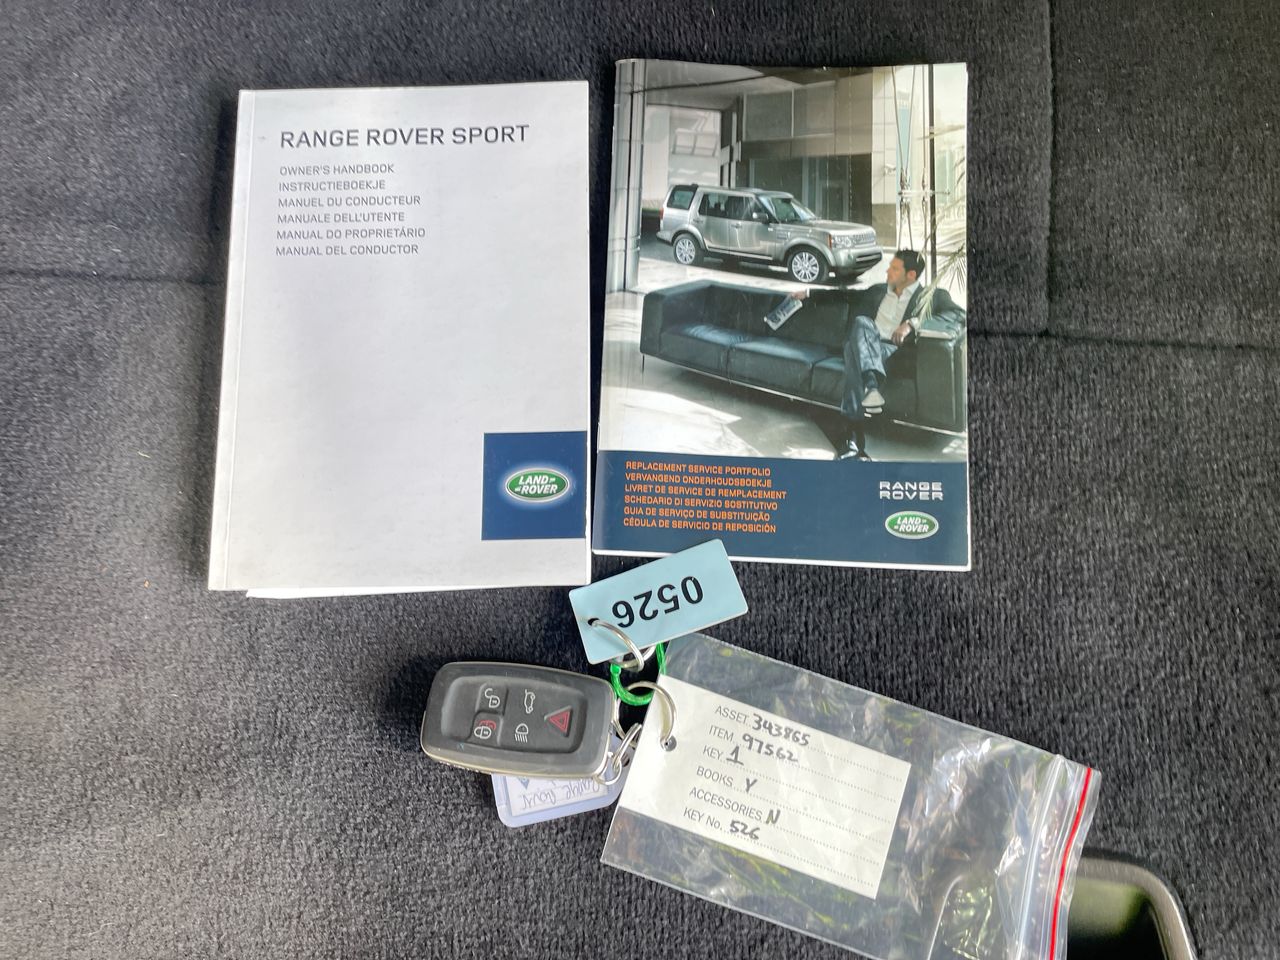 RANGE ROVER SPORT
OWNER'S HANDBOOK
INSTRUCTIEBOEKJE
MANUEL DU CONDUCTEUR
MANUALE DELL'UTENTE
MANUAL DO PROPRIETÁRIO
MANUAL DEL CONDUCTOR
LAND
ROVER
REPLACEMENT SERVICE PORTFOLIO
VERVANGEND ONDERHOUDSBOEKJE
LIVRET DE SERVICE DE REMPLACEMENT
SCHEDARIO DI SERVIZIO SOSTITUTIVO
GUIA DE SERVIÇO DE SUBSTITUIÇÃO
CÉDULA DE SERVICIO DE REPOSICIÓN
RANGE
ROVER
LAND
ROVER
0526
Range Rover
ASSET 343865
ITEM 97562
KEY 1
BOOKS Y
ACCESSORIES N
KEY No. 526